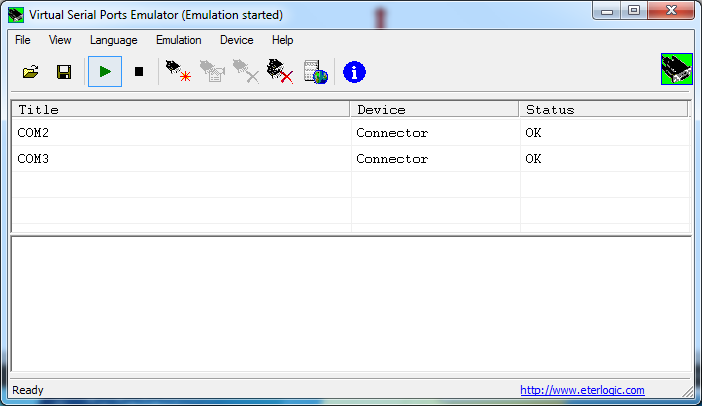 Virtual Serial Ports Emulator (Emulation started)
File View Language Emulation Device Help
Title Device Status
COM2 Connector OK
COM3 Connector OK
Ready http://www.eterlogic.com